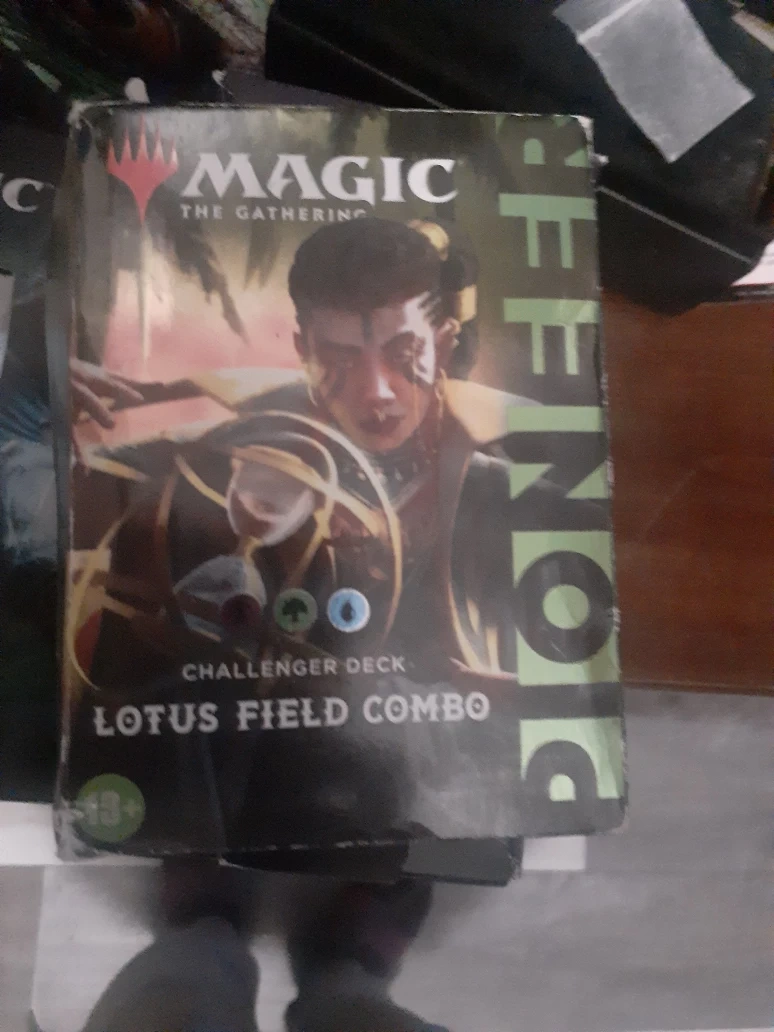 MAGIC
THE GATHERING
PIONEER
CHALLENGER DECK
LOTUS FIELD COMBO
13+